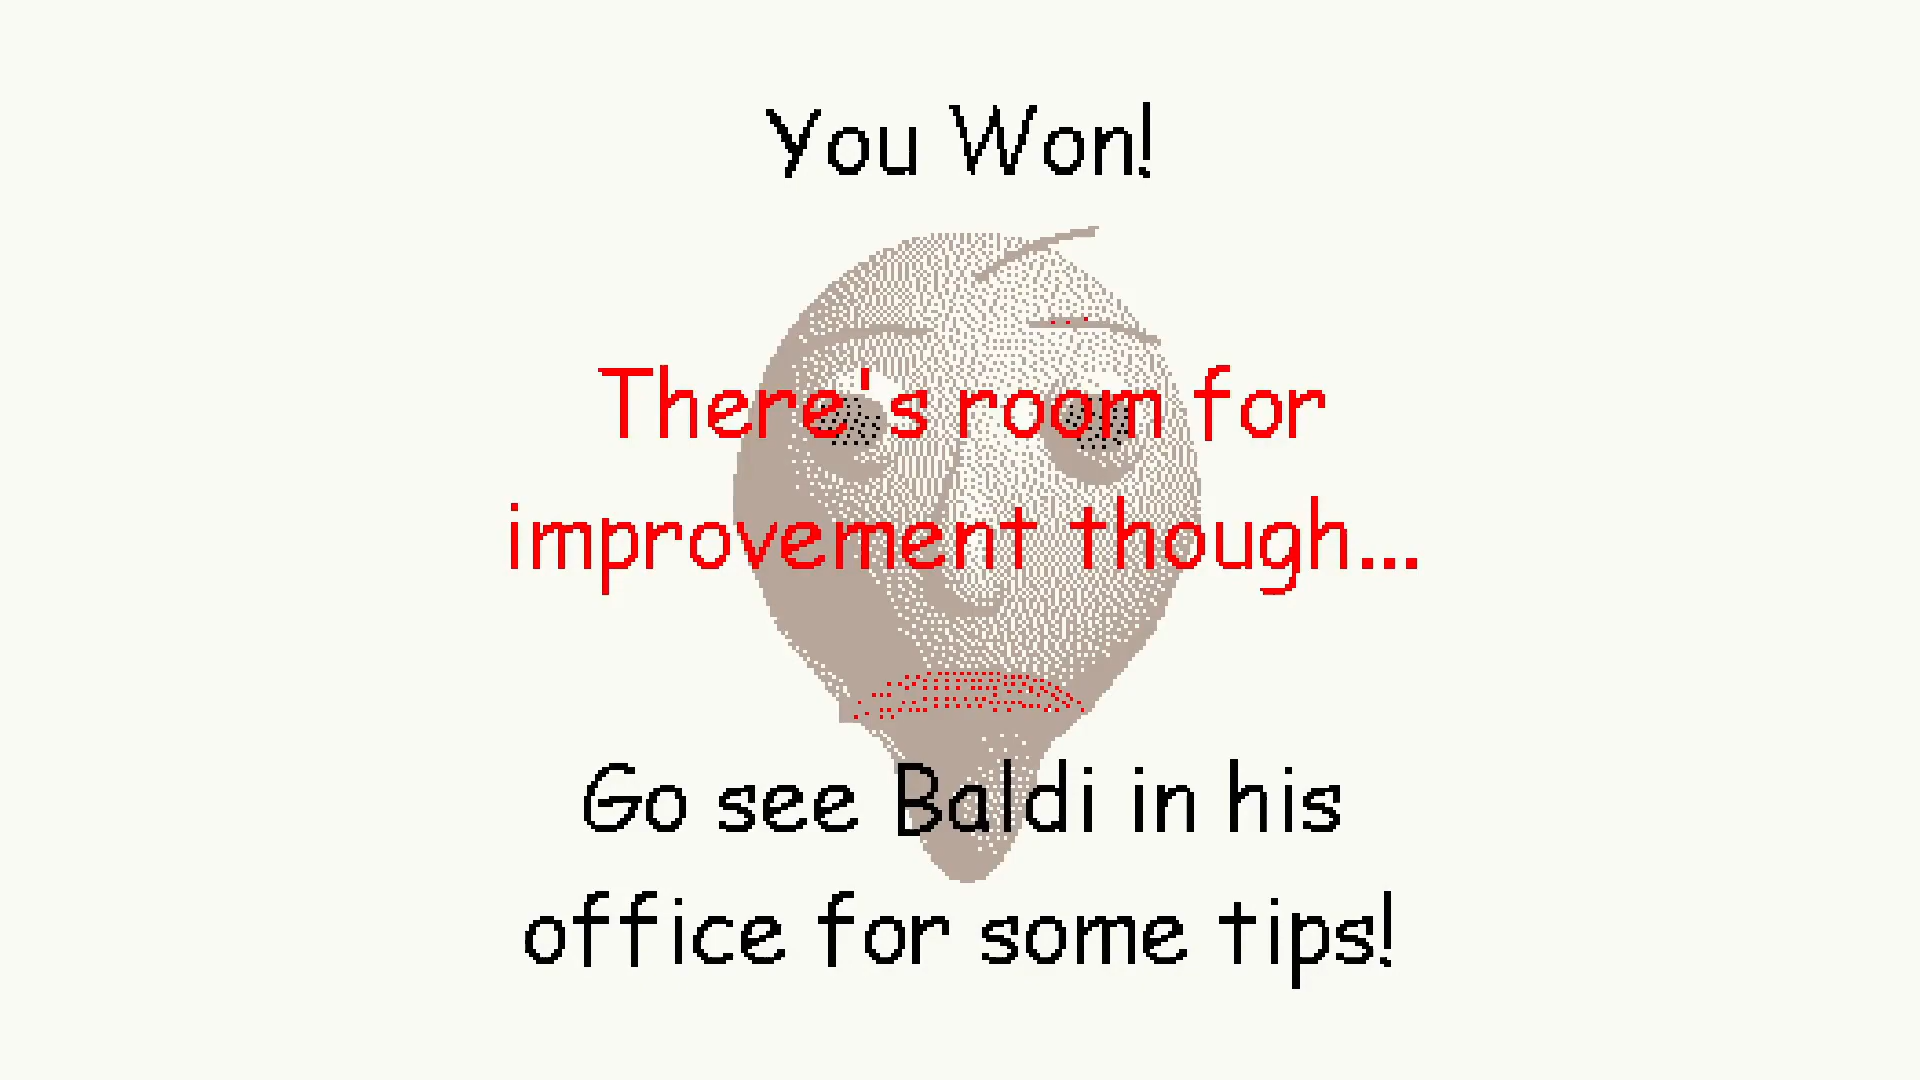 You Won!
There's room for
improvement though...
Go see Baldi in his
office for some tips!